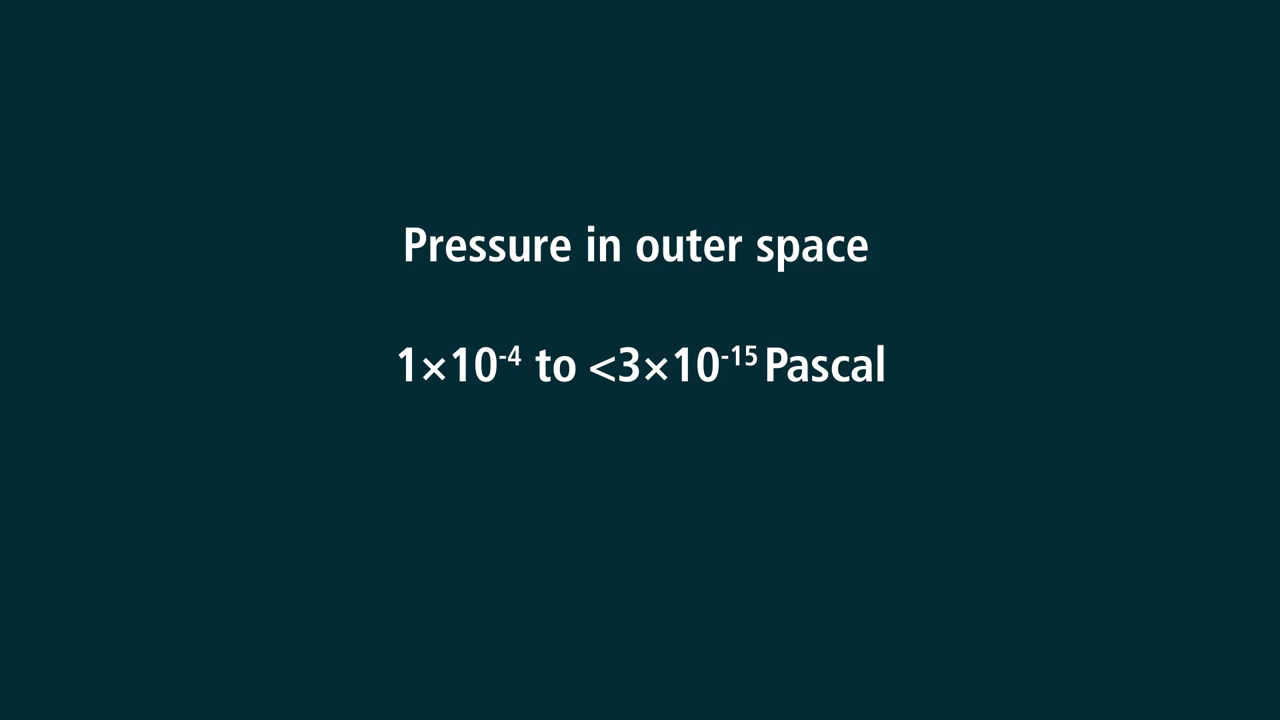 Pressure in outer space
1×10⁻⁴ to <3×10⁻¹⁵ Pascal